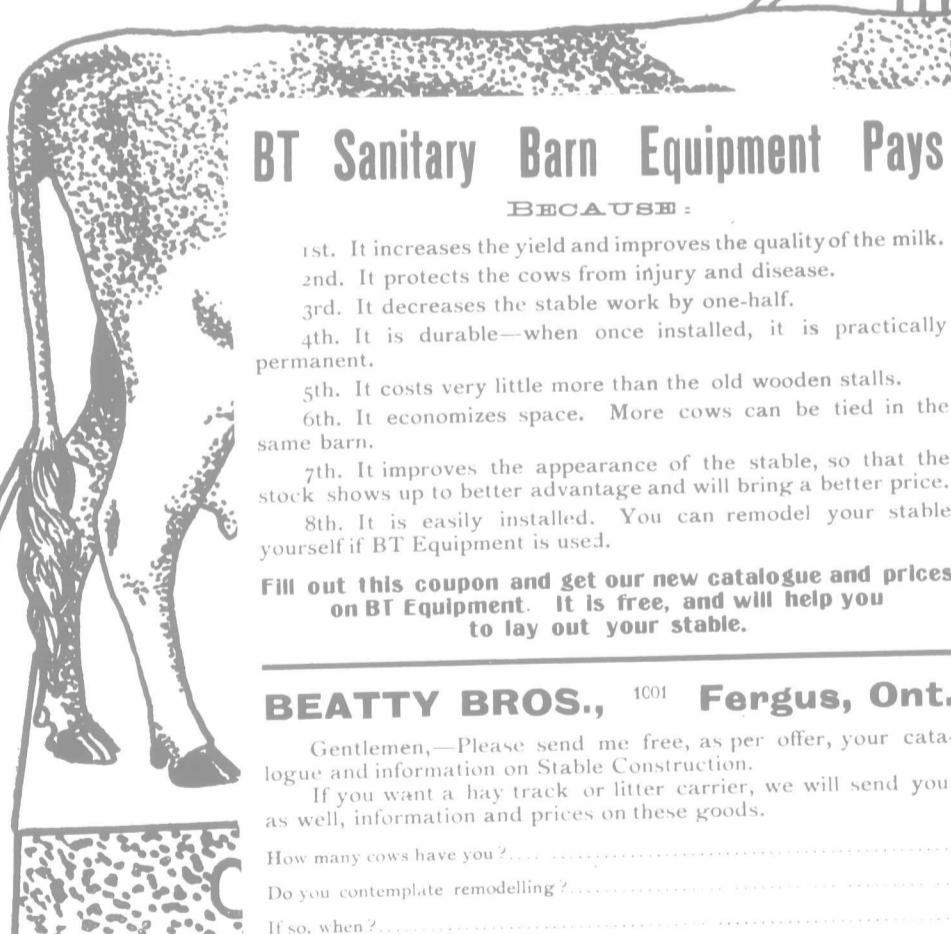 BT Sanitary Barn Equipment Pays
BECAUSE:
1st. It increases the yield and improves the quality of the milk.
2nd. It protects the cows from injury and disease.
3rd. It decreases the stable work by one-half.
4th. It is durable—when once installed, it is practically
permanent.
5th. It costs very little more than the old wooden stalls.
6th. It economizes space. More cows can be tied in the
same barn.
7th. It improves the appearance of the stable, so that the
stock shows up to better advantage and will bring a better price.
8th. It is easily installed. You can remodel your stable
yourself if BT Equipment is used.
Fill out this coupon and get our new catalogue and prices
on BT Equipment. It is free, and will help you
to lay out your stable.
BEATTY BROS., 1001 Fergus, Ont.
Gentlemen,—Please send me free, as per offer, your cata-
logue and information on Stable Construction.
If you want a hay track or litter carrier, we will send you
as well, information and prices on these goods.
How many cows have you?
Do you contemplate remodelling?
If so, when?